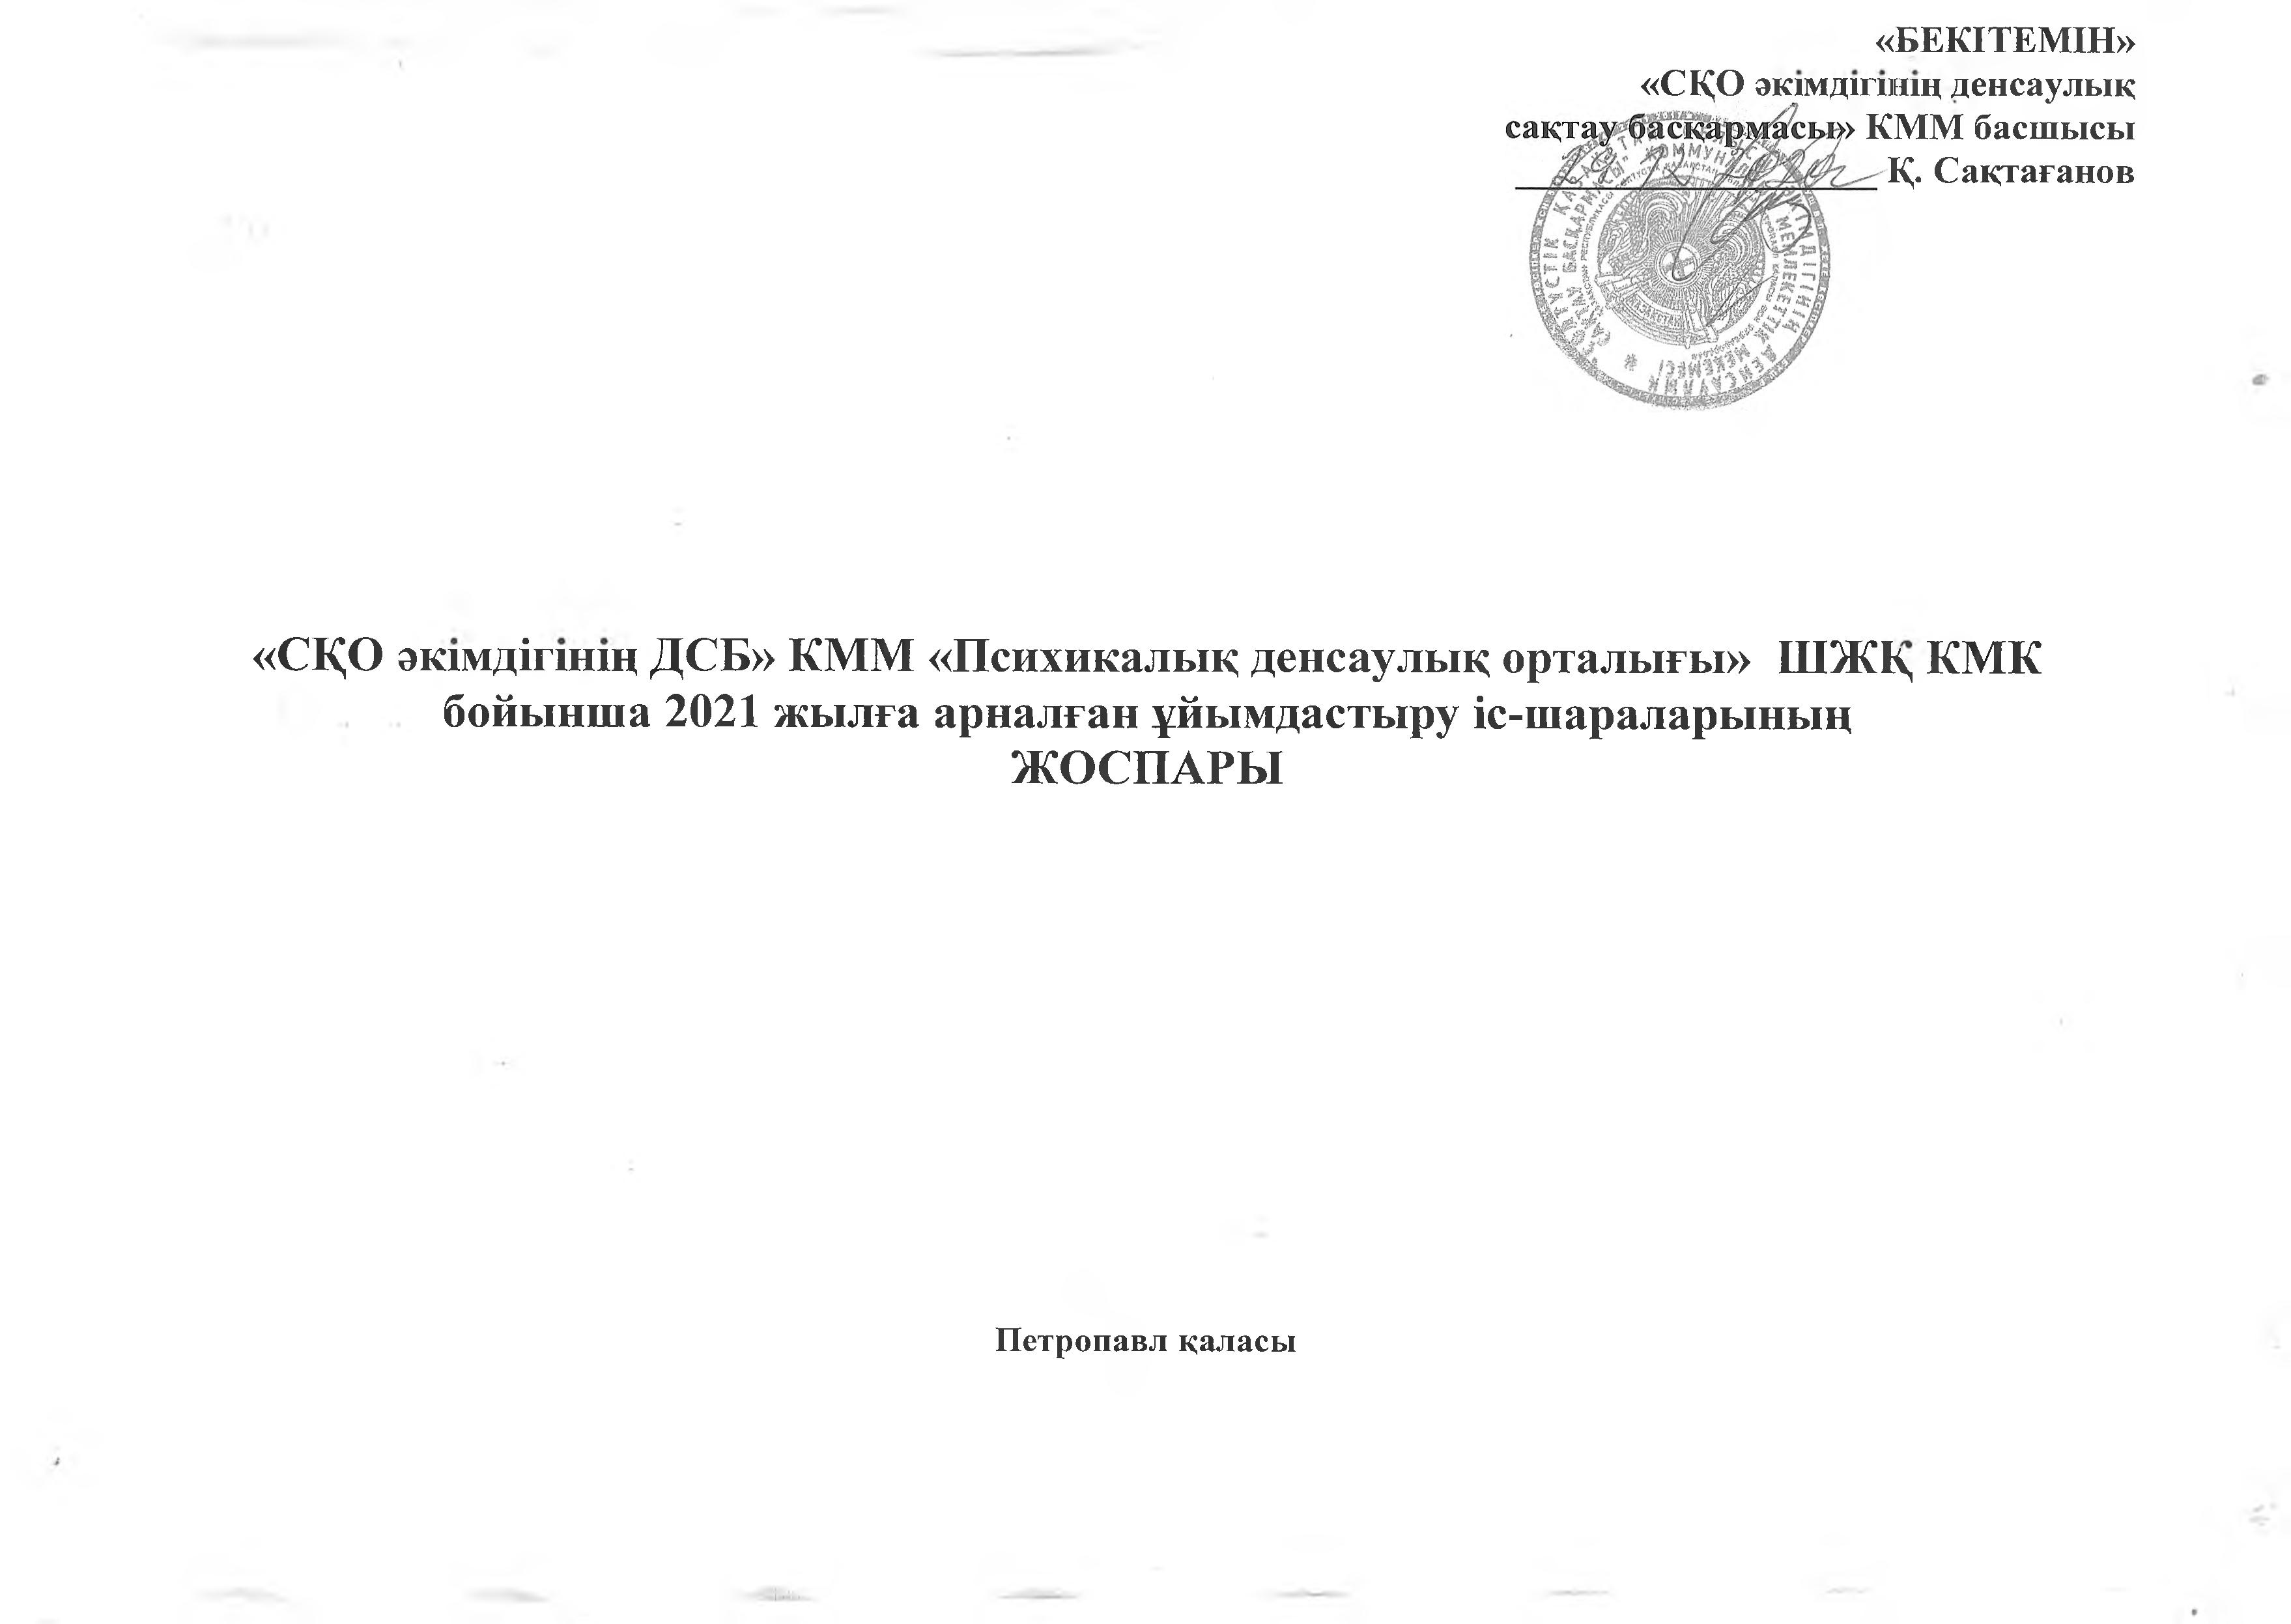 «БЕКІТЕМІН»
«СҚО әкімдігінің денсаулық
сақтау басқармасы» КММ басшысы
Қ. Сақтағанов
«СҚО әкімдігінің ДСБ» КММ «Психикалық денсаулық орталығы» ШЖҚ КМК
бойынша 2021 жылға арналған ұйымдастыру іс-шараларының
ЖОСПАРЫ
Петропавл қаласы